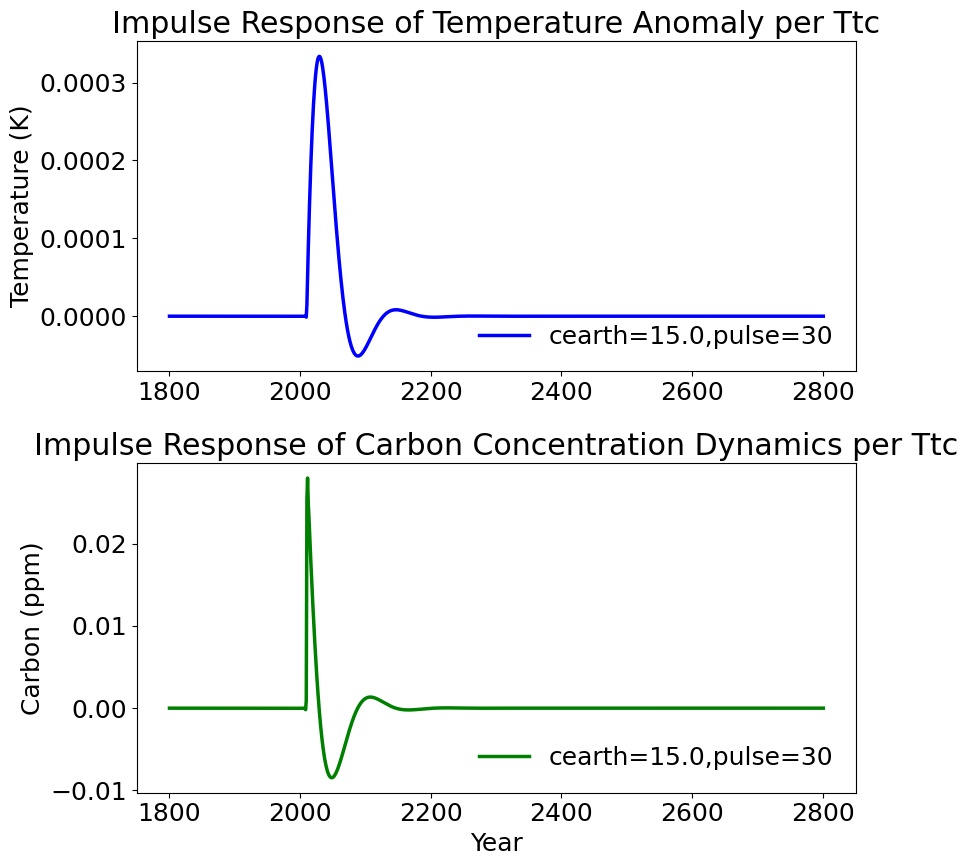 Impulse Response of Temperature Anomaly per Ttc
Temperature (K)
0.0003
0.0002
0.0001
0.0000
cearth=15.0,pulse=30
1800 2000 2200 2400 2600 2800
Impulse Response of Carbon Concentration Dynamics per Ttc
Carbon (ppm)
0.02
0.01
0.00
−0.01
cearth=15.0,pulse=30
1800 2000 2200 2400 2600 2800
Year